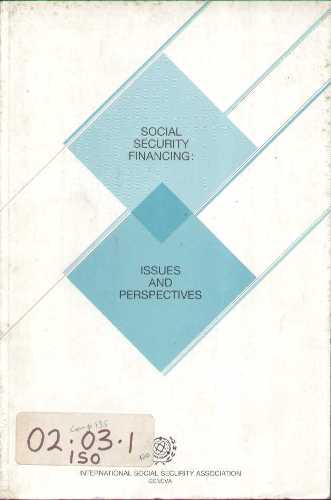 SOCIAL
SECURITY
FINANCING:
ISSUES
AND
PERSPECTIVES
02.03.1
ISO
INTERNATIONAL SOCIAL SECURITY ASSOCIATION
GENEVA